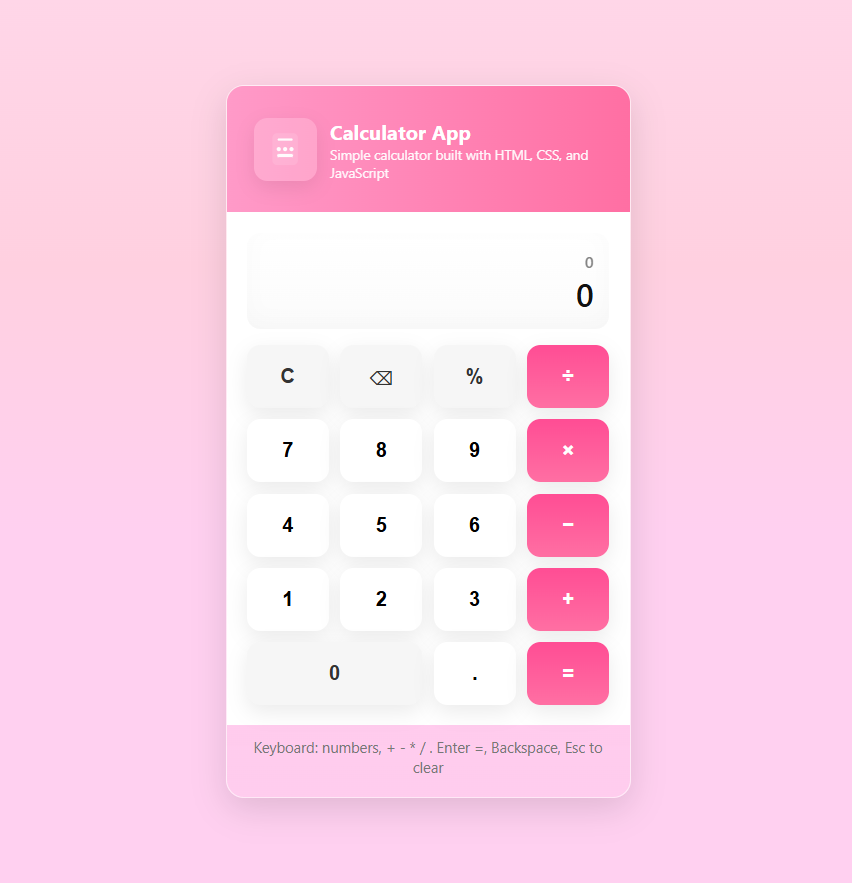 Calculator App
Simple calculator built with HTML, CSS, and
JavaScript
0
0
C ⌫ % ÷
7 8 9 ×
4 5 6 −
1 2 3 +
0 . =
Keyboard: numbers, + - * / . Enter =, Backspace, Esc to
clear